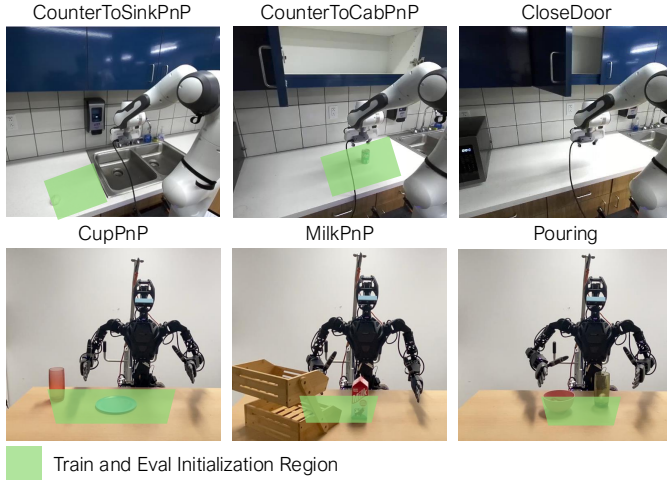 CounterToSinkPnP CounterToCabPnP CloseDoor
CupPnP MilkPnP Pouring
Train and Eval Initialization Region